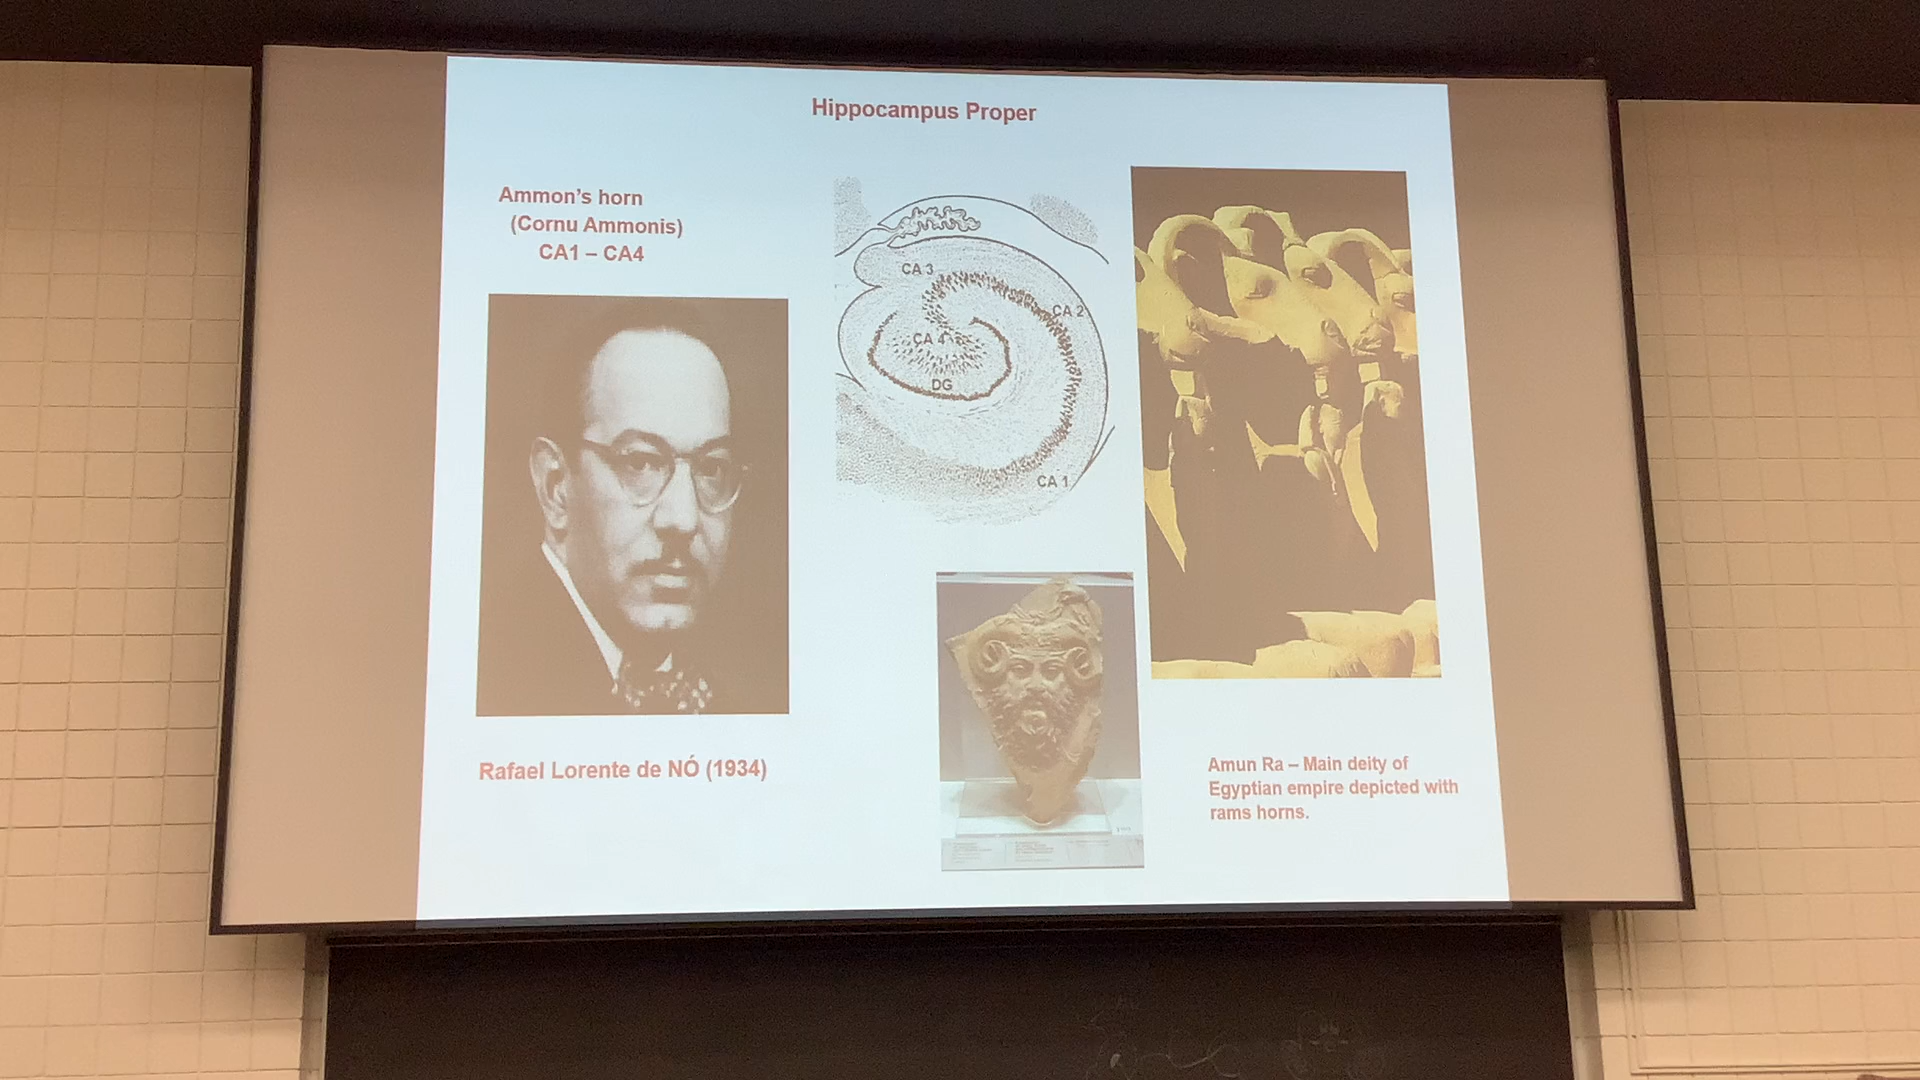 Hippocampus Proper
Ammon's horn
(Cornu Ammonis)
CA1 – CA4
CA 3
CA 2
CA 4
DG
CA 1
Rafael Lorente de NÓ (1934)
Amun Ra – Main deity of
Egyptian empire depicted with
rams horns.